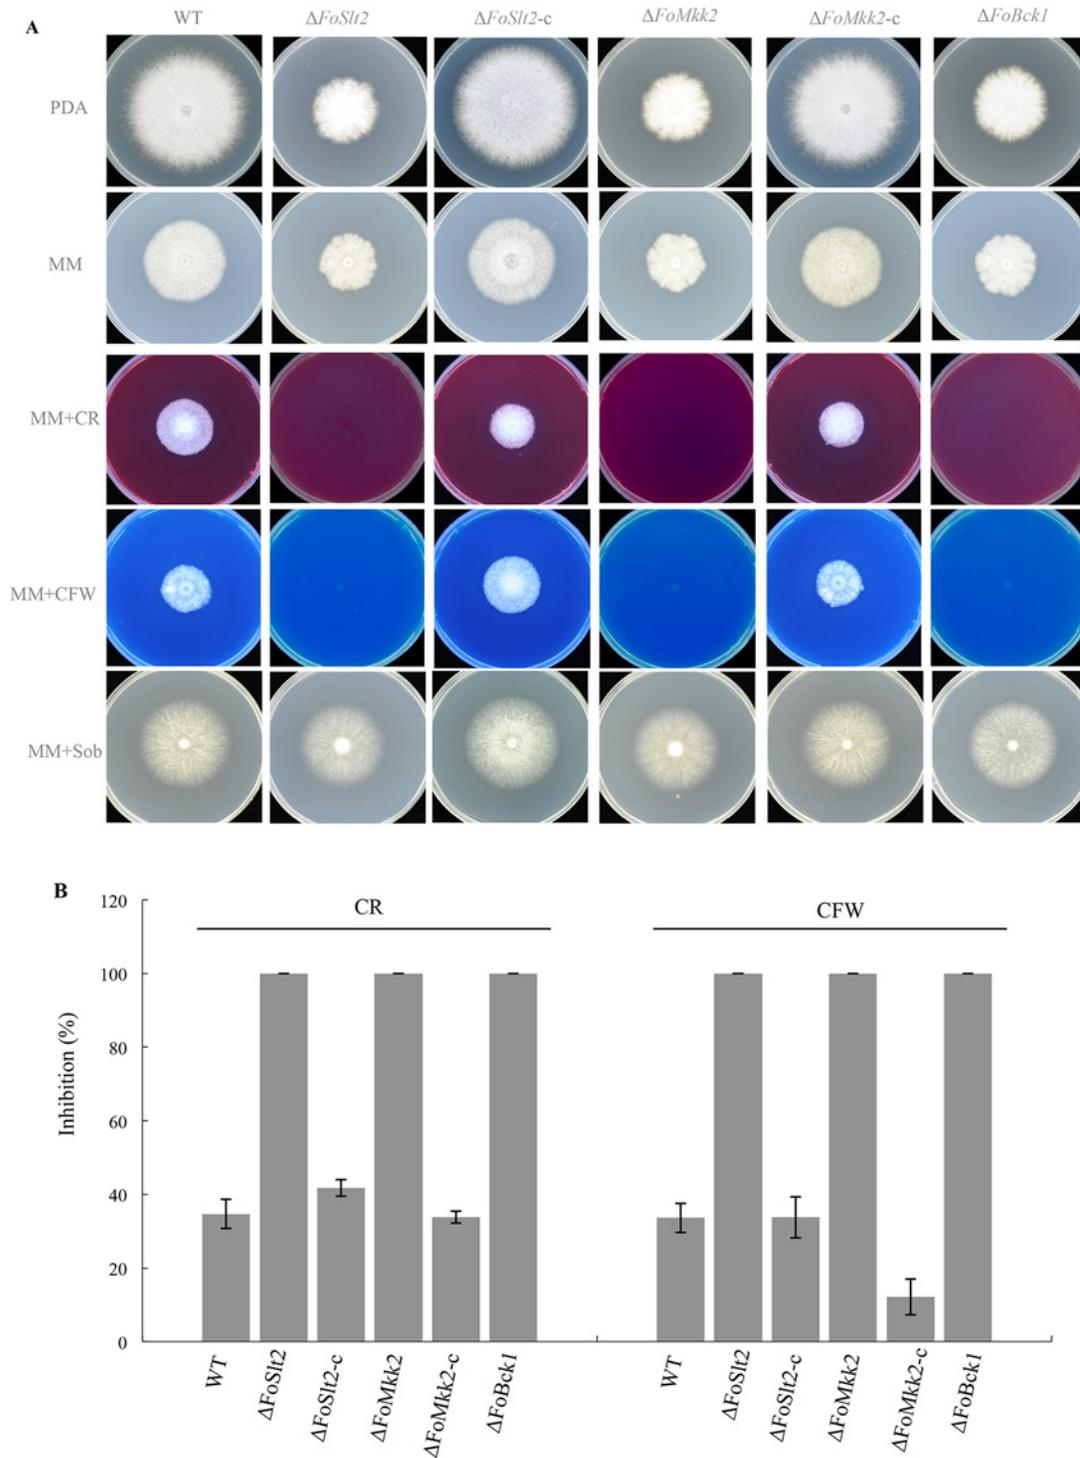 A
WT ΔFoSlt2 ΔFoSlt2-c ΔFoMkk2 ΔFoMkk2-c ΔFoBck1
PDA
MM
MM+CR
MM+CFW
MM+Sob
B
CR CFW
Inhibition (%)
120
100
80
60
40
20
0
WT ΔFoSlt2 ΔFoSlt2-c ΔFoMkk2 ΔFoMkk2-c ΔFoBck1 WT ΔFoSlt2 ΔFoSlt2-c ΔFoMkk2 ΔFoMkk2-c ΔFoBck1